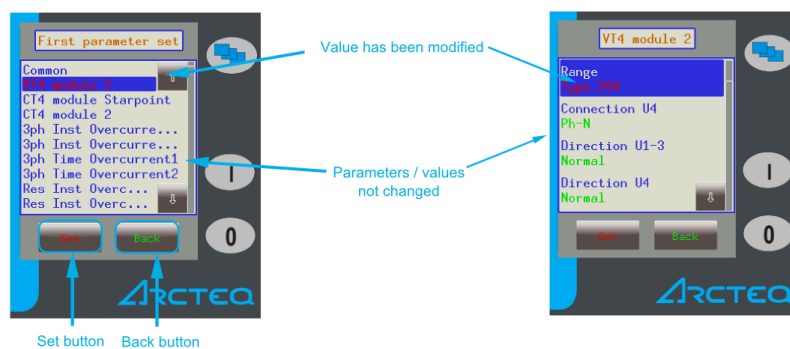 First parameter set
Common
VT4 module 2
CT4 module Starpoint
CT4 module 2
3ph Inst Overcurre...
3ph Inst Overcurre...
3ph Time Overcurrent1
3ph Time Overcurrent2
Res Inst Overc...
Res Inst Overc...
Set
Back
I
0
ARCTEQ
Set button
Back button
Value has been modified
Parameters / values
not changed
VT4 module 2
Range
Type 200
Connection U4
Ph-N
Direction U1-3
Normal
Direction U4
Normal
Set
Back
I
0
ARCTEQ